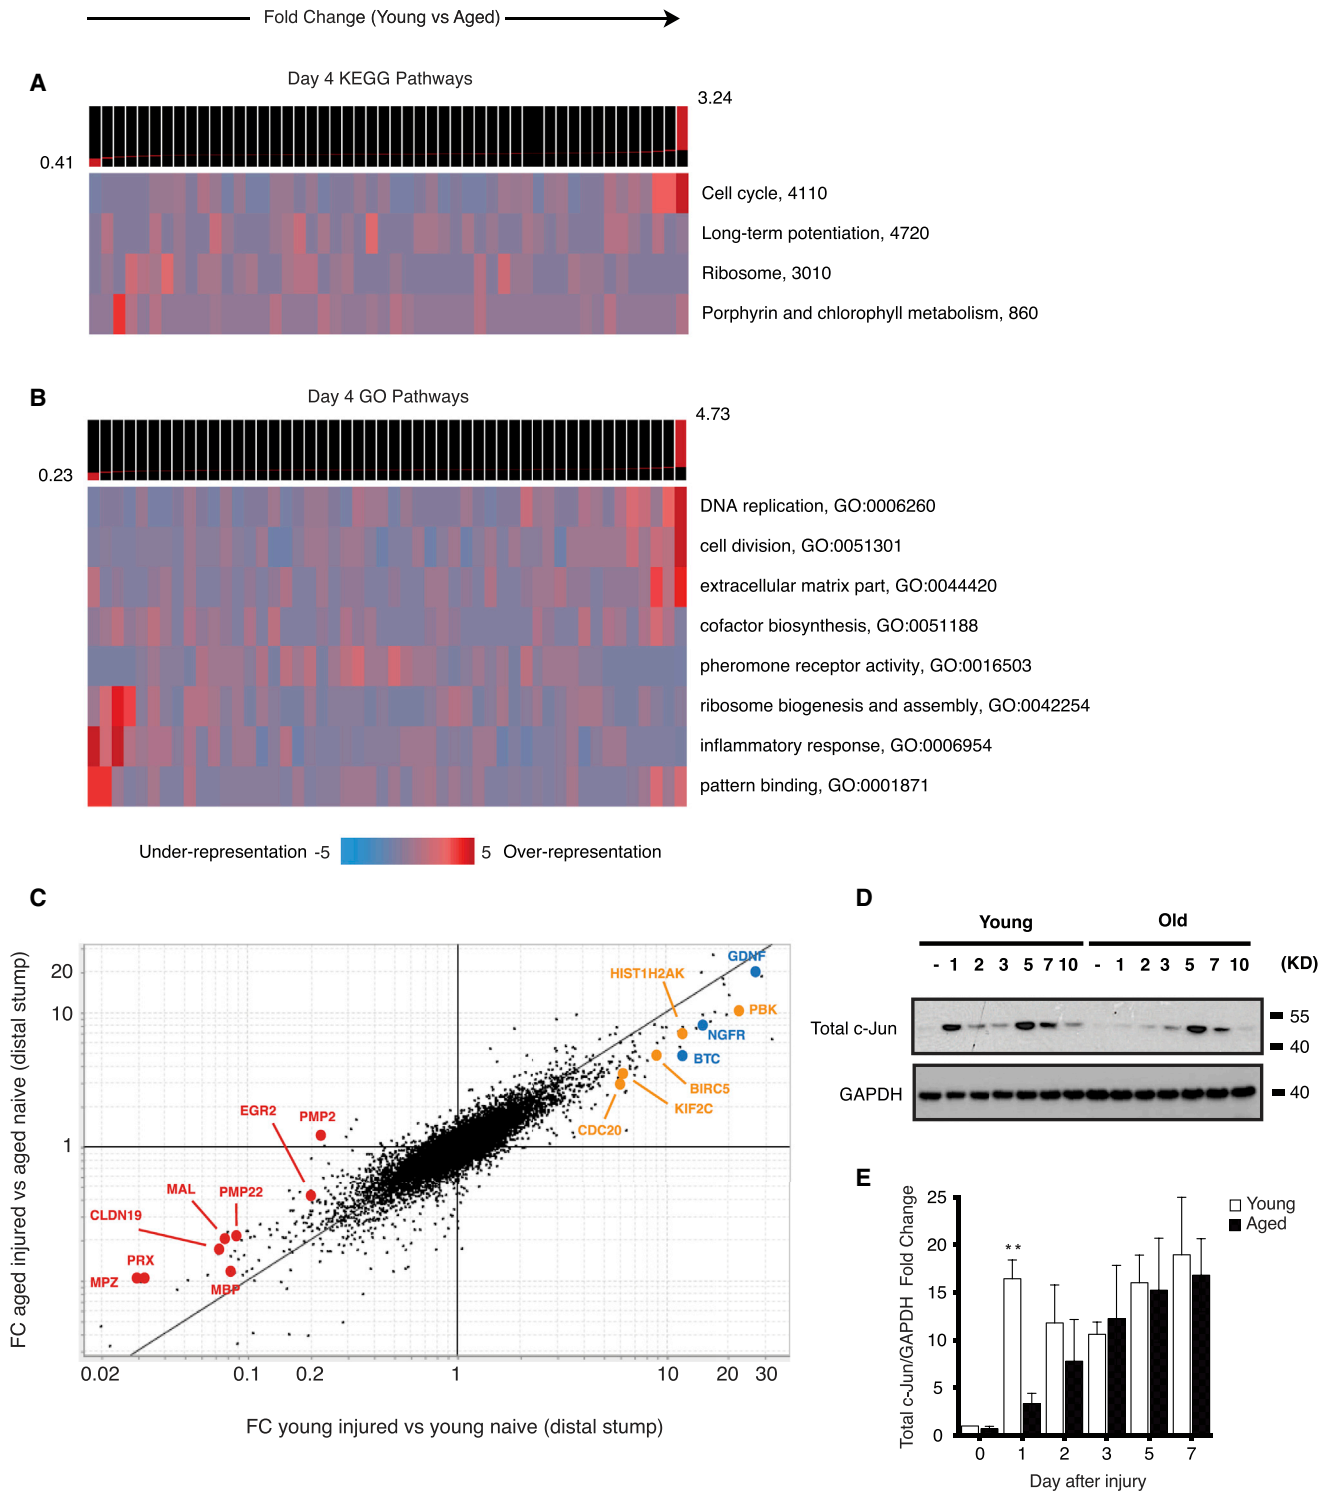 Fold Change (Young vs Aged)
A
Day 4 KEGG Pathways
3.24
0.41
Cell cycle, 4110
Long-term potentiation, 4720
Ribosome, 3010
Porphyrin and chlorophyll metabolism, 860
B
Day 4 GO Pathways
4.73
0.23
DNA replication, GO:0006260
cell division, GO:0051301
extracellular matrix part, GO:0044420
cofactor biosynthesis, GO:0051188
pheromone receptor activity, GO:0016503
ribosome biogenesis and assembly, GO:0042254
inflammatory response, GO:0006954
pattern binding, GO:0001871
Under-representation -5 5 Over-representation
C
FC aged injured vs aged naive (distal stump)
20
10
1
GDNF
HIST1H2AK
PBK
NGFR
BTC
BIRC5
KIF2C
CDC20
EGR2
PMP2
MAL
PMP22
CLDN19
PRX
MPZ
MBP
0.02 0.1 0.2 1 10 20 30
FC young injured vs young naive (distal stump)
D
Young Old
- 1 2 3 5 7 10 - 1 2 3 5 7 10 (KD)
Total c-Jun
55
40
GAPDH
40
E
Total c-Jun/GAPDH Fold Change
25
20
15
10
5
0
**
Young
Aged
0 1 2 3 5 7
Day after injury